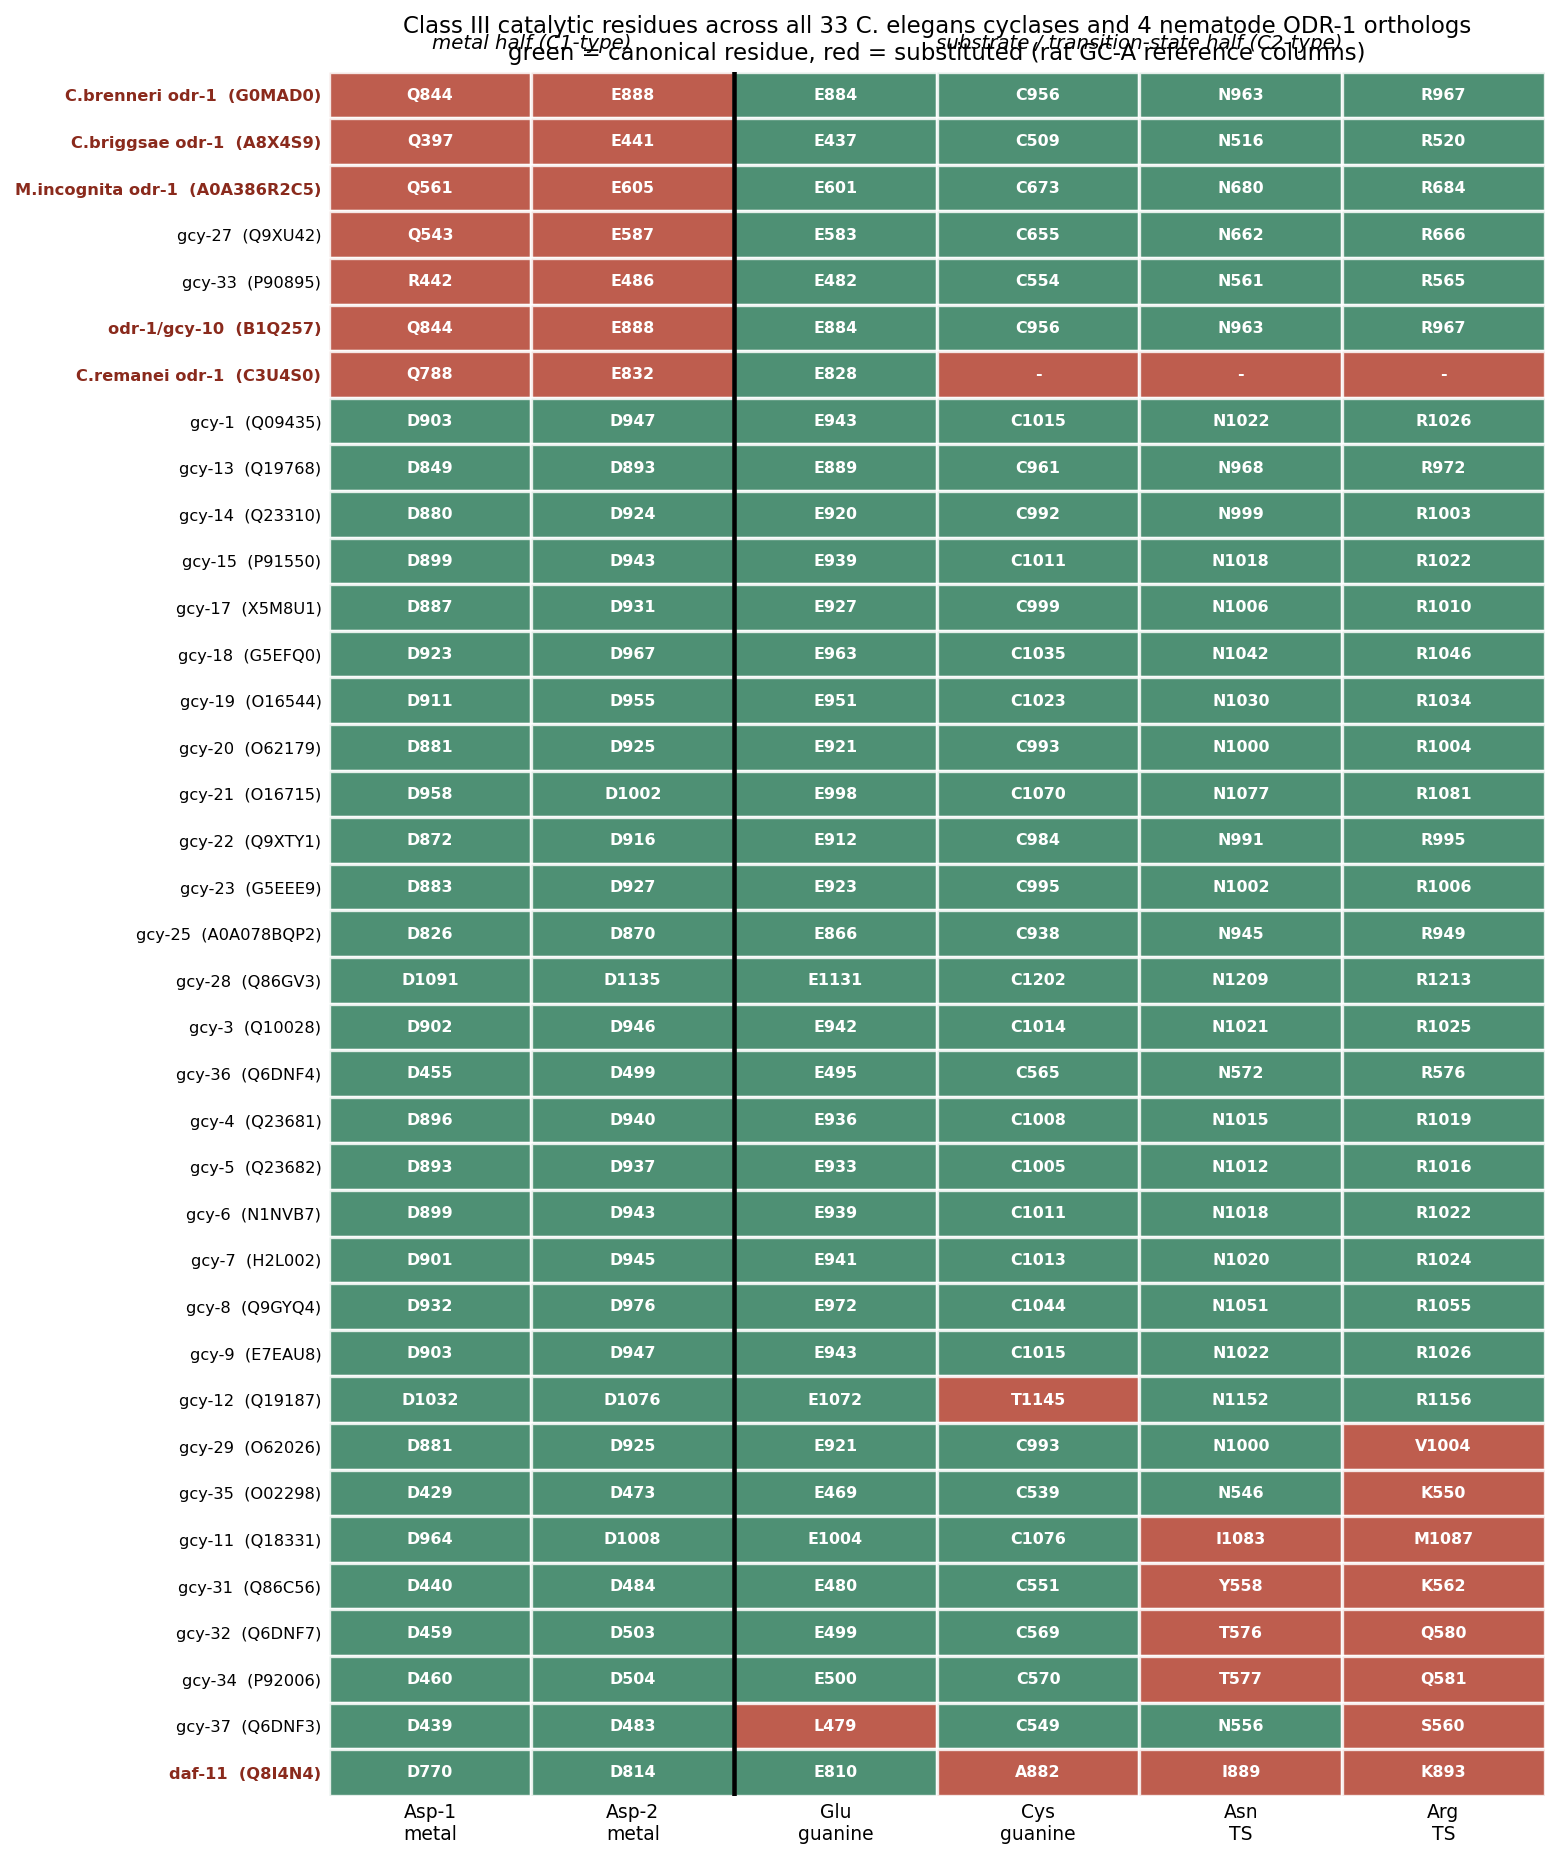 Class III catalytic residues across all 33 C. elegans cyclases and 4 nematode ODR-1 orthologs
metal half (C1-type) substrate / transition-state half (C2-type)
green = canonical residue, red = substituted (rat GC-A reference columns)
C.brenneri odr-1 (G0MAD0) Q844 E888 E884 C956 N963 R967
C.briggsae odr-1 (A8X4S9) Q397 E441 E437 C509 N516 R520
M.incognita odr-1 (A0A386R2C5) Q561 E605 E601 C673 N680 R684
gcy-27 (Q9XU42) Q543 E587 E583 C655 N662 R666
gcy-33 (P90895) R442 E486 E482 C554 N561 R565
odr-1/gcy-10 (B1Q257) Q844 E888 E884 C956 N963 R967
C.remanei odr-1 (C3U4S0) Q788 E832 E828 - - -
gcy-1 (Q09435) D903 D947 E943 C1015 N1022 R1026
gcy-13 (Q19768) D849 D893 E889 C961 N968 R972
gcy-14 (Q23310) D880 D924 E920 C992 N999 R1003
gcy-15 (P91550) D899 D943 E939 C1011 N1018 R1022
gcy-17 (X5M8U1) D887 D931 E927 C999 N1006 R1010
gcy-18 (G5EFQ0) D923 D967 E963 C1035 N1042 R1046
gcy-19 (O16544) D911 D955 E951 C1023 N1030 R1034
gcy-20 (O62179) D881 D925 E921 C993 N1000 R1004
gcy-21 (O16715) D958 D1002 E998 C1070 N1077 R1081
gcy-22 (Q9XTY1) D872 D916 E912 C984 N991 R995
gcy-23 (G5EEE9) D883 D927 E923 C995 N1002 R1006
gcy-25 (A0A078BQP2) D826 D870 E866 C938 N945 R949
gcy-28 (Q86GV3) D1091 D1135 E1131 C1202 N1209 R1213
gcy-3 (Q10028) D902 D946 E942 C1014 N1021 R1025
gcy-36 (Q6DNF4) D455 D499 E495 C565 N572 R576
gcy-4 (Q23681) D896 D940 E936 C1008 N1015 R1019
gcy-5 (Q23682) D893 D937 E933 C1005 N1012 R1016
gcy-6 (N1NVB7) D899 D943 E939 C1011 N1018 R1022
gcy-7 (H2L002) D901 D945 E941 C1013 N1020 R1024
gcy-8 (Q9GYQ4) D932 D976 E972 C1044 N1051 R1055
gcy-9 (E7EAU8) D903 D947 E943 C1015 N1022 R1026
gcy-12 (Q19187) D1032 D1076 E1072 T1145 N1152 R1156
gcy-29 (O62026) D881 D925 E921 C993 N1000 V1004
gcy-35 (O02298) D429 D473 E469 C539 N546 K550
gcy-11 (Q18331) D964 D1008 E1004 C1076 I1083 M1087
gcy-31 (Q86C56) D440 D484 E480 C551 Y558 K562
gcy-32 (Q6DNF7) D459 D503 E499 C569 T576 Q580
gcy-34 (P92006) D460 D504 E500 C570 T577 Q581
gcy-37 (Q6DNF3) D439 D483 L479 C549 N556 S560
daf-11 (Q8I4N4) D770 D814 E810 A882 I889 K893
Asp-1 Asp-2 Glu Cys Asn Arg
metal metal guanine guanine TS TS